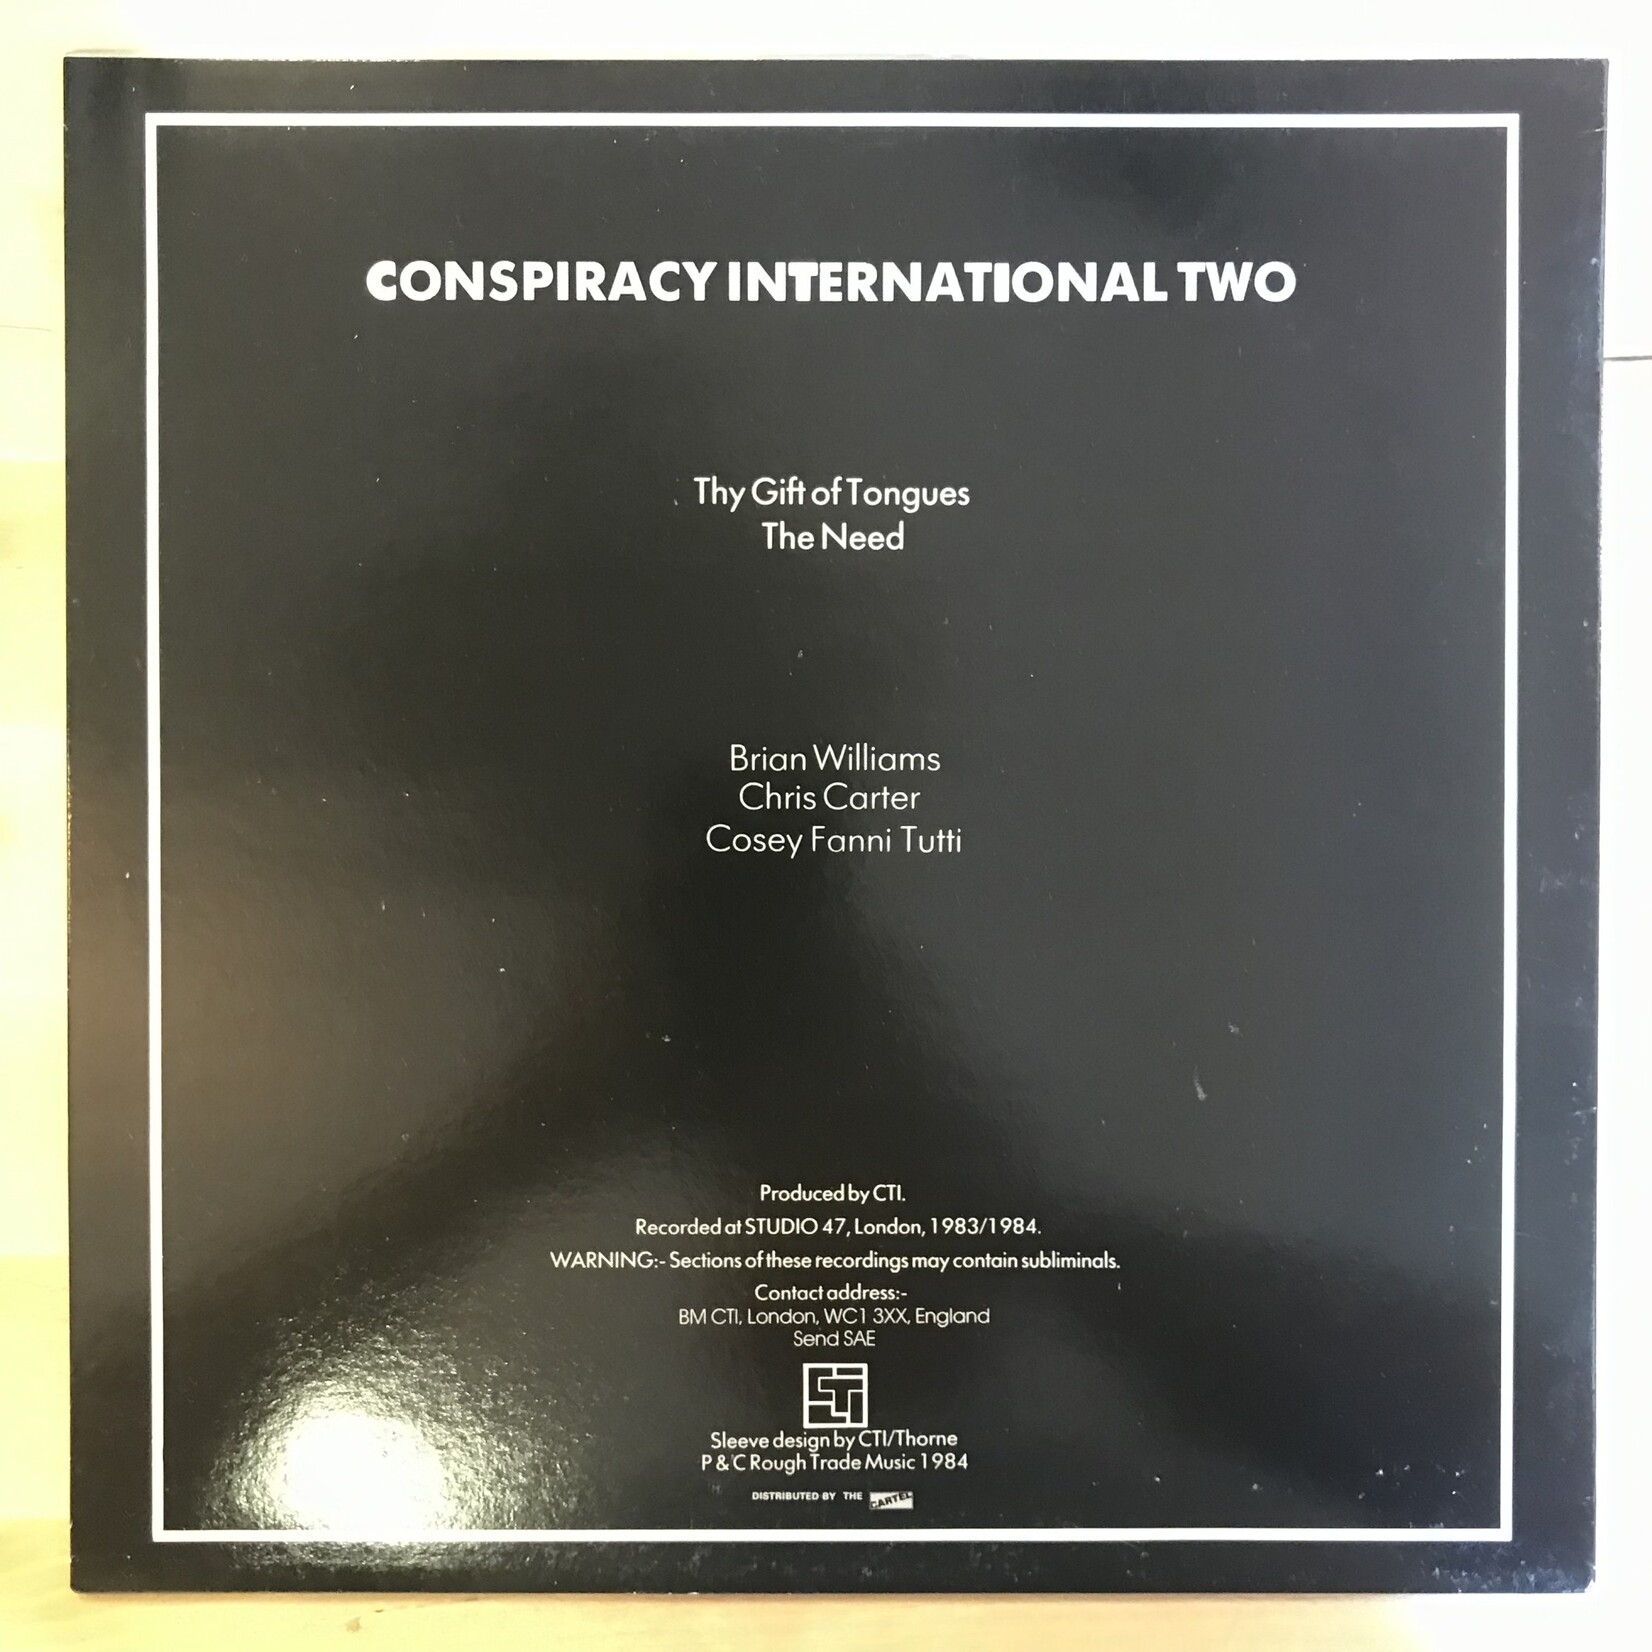 CONSPIRACY INTERNATIONAL TWO
Thy Gift of Tongues
The Need
Brian Williams
Chris Carter
Cosey Fanni Tutti
Produced by CTI.
Recorded at STUDIO 47, London, 1983/1984.
WARNING:- Sections of these recordings may contain subliminals.
Contact address:-
BM CTI, London, WC1 3XX, England
Send SAE
CTI
Sleeve design by CTI/Thorne
P & C Rough Trade Music 1984
DISTRIBUTED BY THE CARTEL